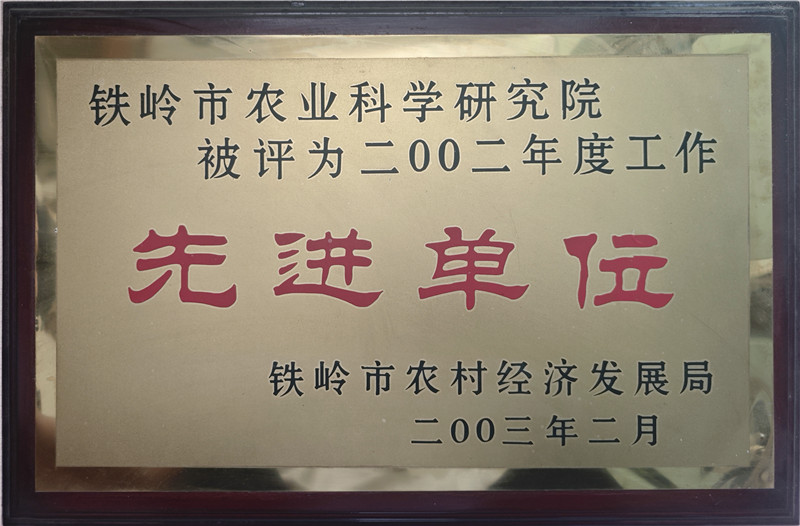 铁岭市农业科学研究院
被评为二00二年度工作
先进单位
铁岭市农村经济发展局
二00三年二月